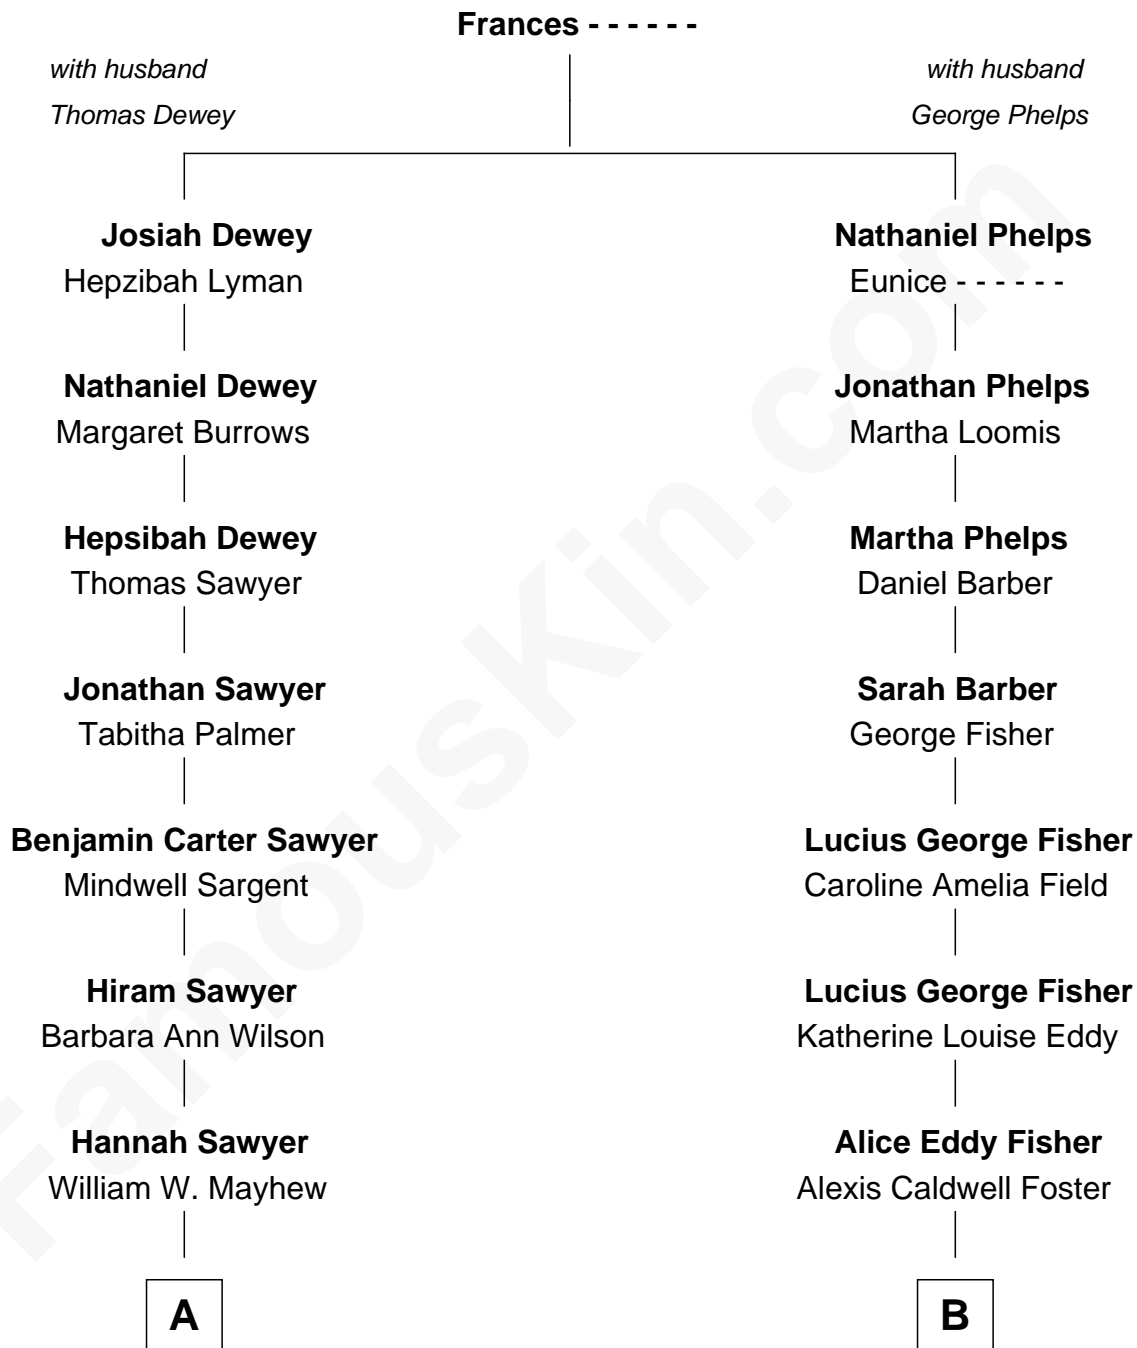 Frances - - - - - -
with husband
Thomas Dewey
with husband
George Phelps
Josiah Dewey
Hepzibah Lyman
Nathaniel Phelps
Eunice - - - - - -
Nathaniel Dewey
Margaret Burrows
Jonathan Phelps
Martha Loomis
Hepsibah Dewey
Thomas Sawyer
Martha Phelps
Daniel Barber
Jonathan Sawyer
Tabitha Palmer
Sarah Barber
George Fisher
Benjamin Carter Sawyer
Mindwell Sargent
Lucius George Fisher
Caroline Amelia Field
Hiram Sawyer
Barbara Ann Wilson
Lucius George Fisher
Katherine Louise Eddy
Hannah Sawyer
William W. Mayhew
Alice Eddy Fisher
Alexis Caldwell Foster
A
B
FamousKin.com